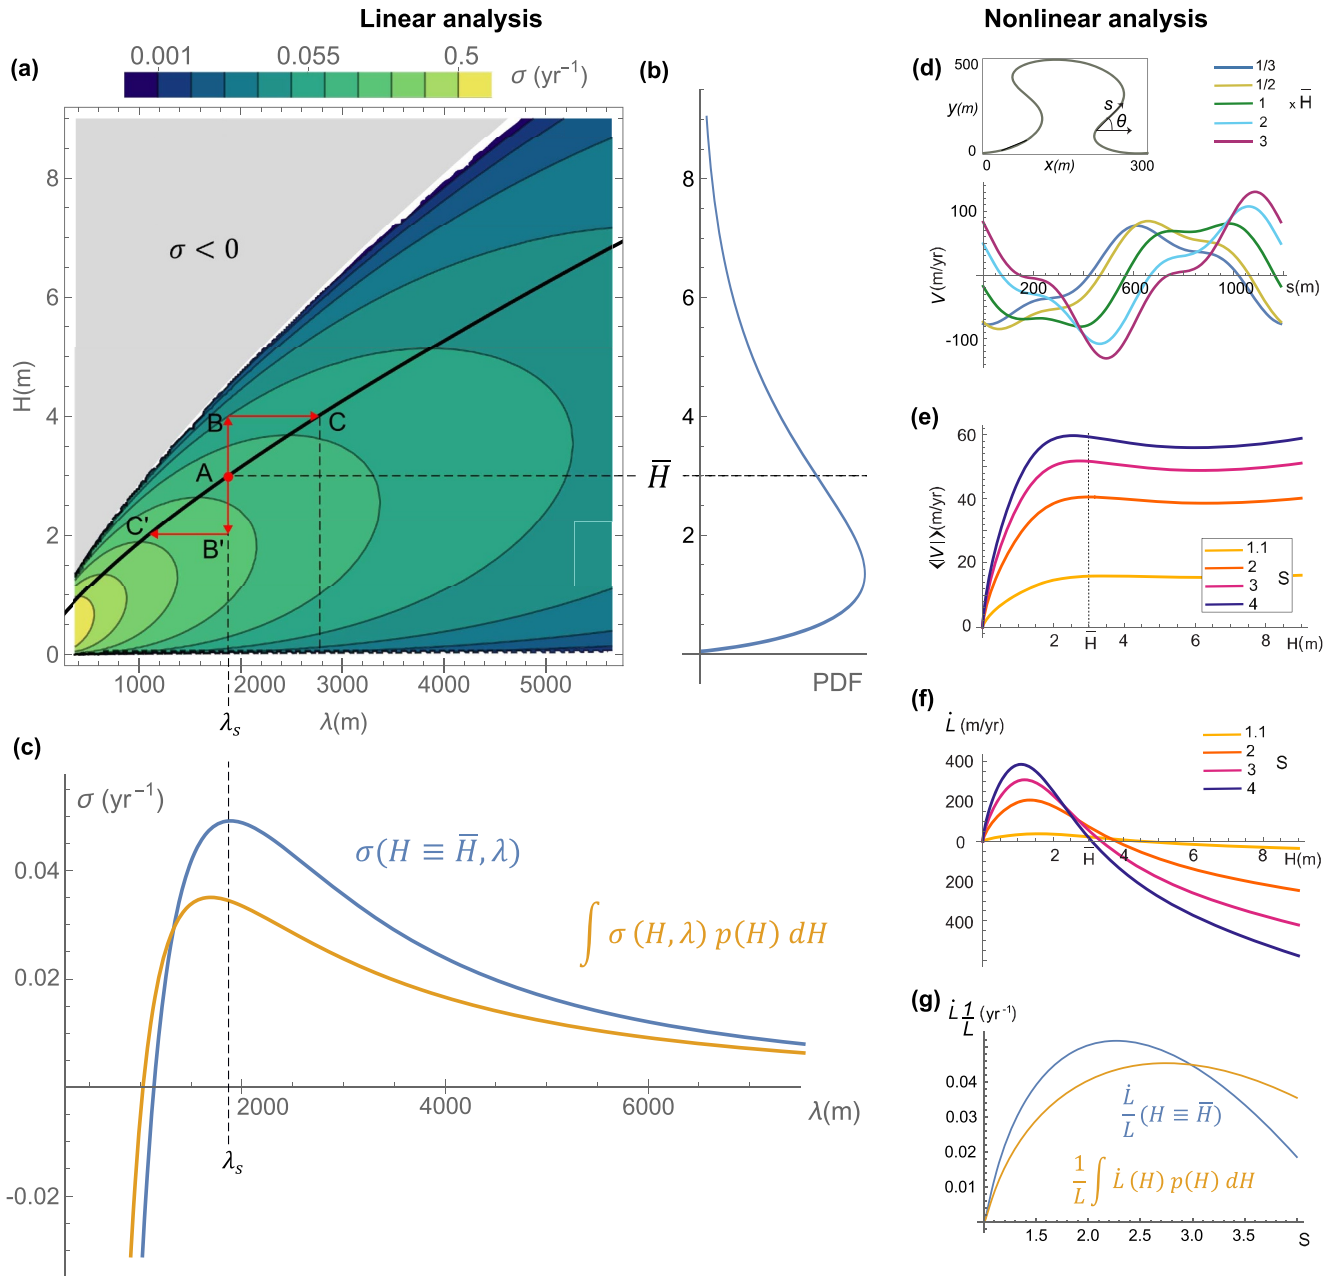 Linear analysis
Nonlinear analysis
(a)
0.001 0.055 0.5
σ (yr⁻¹)
σ < 0
H(m)
8
6
4
2
0
A
B
C
B'
C'
1000 2000 3000 4000 5000
λ(m)
λₛ
(b)
8
6
4
H̅
2
PDF
(c)
σ (yr⁻¹)
0.04
0.02
-0.02
σ(H ≡ H̅, λ)
∫ σ (H, λ) p(H) dH
2000 4000 6000
λ(m)
λₛ
(d)
500
y(m)
0
s
θ
0 x(m) 300
1/3
1/2
1 x H̅
2
3
100
V(m/yr)
-100
200 600 1000 s(m)
(e)
60
40
20
0
⟨|V|⟩(m/yr)
1.1
2
3
4
S
2 H̅ 4 6 8 H(m)
(f)
L̇ (m/yr)
400
200
0
200
400
1.1
2
3
4
S
2 H̅ 4 6 8 H(m)
(g)
L̇ 1/L (yr⁻¹)
0.04
0.03
0.02
0.01
L̇/L (H ≡ H̅)
1/L ∫ L̇ (H) p(H) dH
1.5 2.0 2.5 3.0 3.5 S